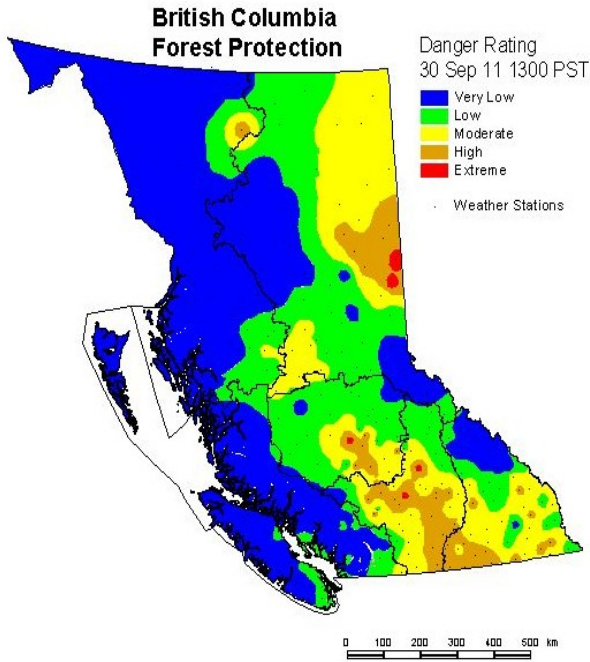 British Columbia
Forest Protection
Danger Rating
30 Sep 11 1300 PST
Very Low
Low
Moderate
High
Extreme
Weather Stations
0 100 200 300 400 500 km